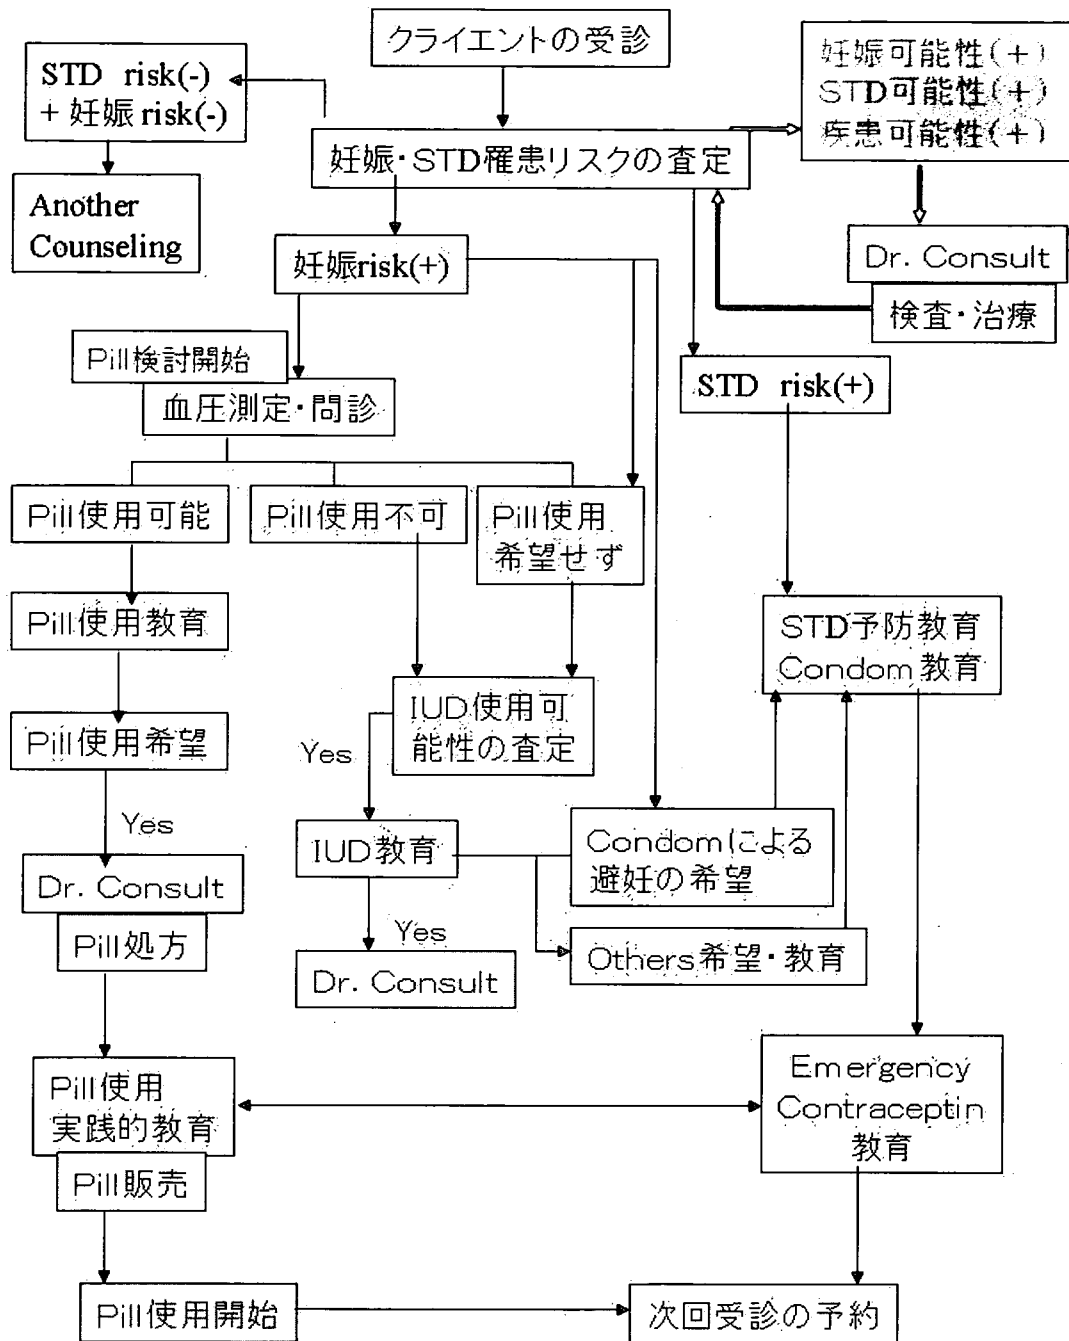 クライエントの受診
STD risk(-)
+ 妊娠risk(-)
妊娠可能性(+)
STD可能性(+)
疾患可能性(+)
妊娠・STD罹患リスクの査定
Another
Counseling
Dr. Consult
検査・治療
妊娠risk(+)
Pill検討開始
血圧測定・問診
STD risk(+)
Pill使用可能
Pill使用不可
Pill使用
希望せず
Pill使用教育
STD予防教育
Condom教育
IUD使用可
能性の査定
Pill使用希望
Yes
Yes
IUD教育
Condomによる
避妊の希望
Dr. Consult
Pill処方
Yes
Others希望・教育
Dr. Consult
Pill使用
実践的教育
Emergency
Contraceptin
教育
Pill販売
Pill使用開始
次回受診の予約